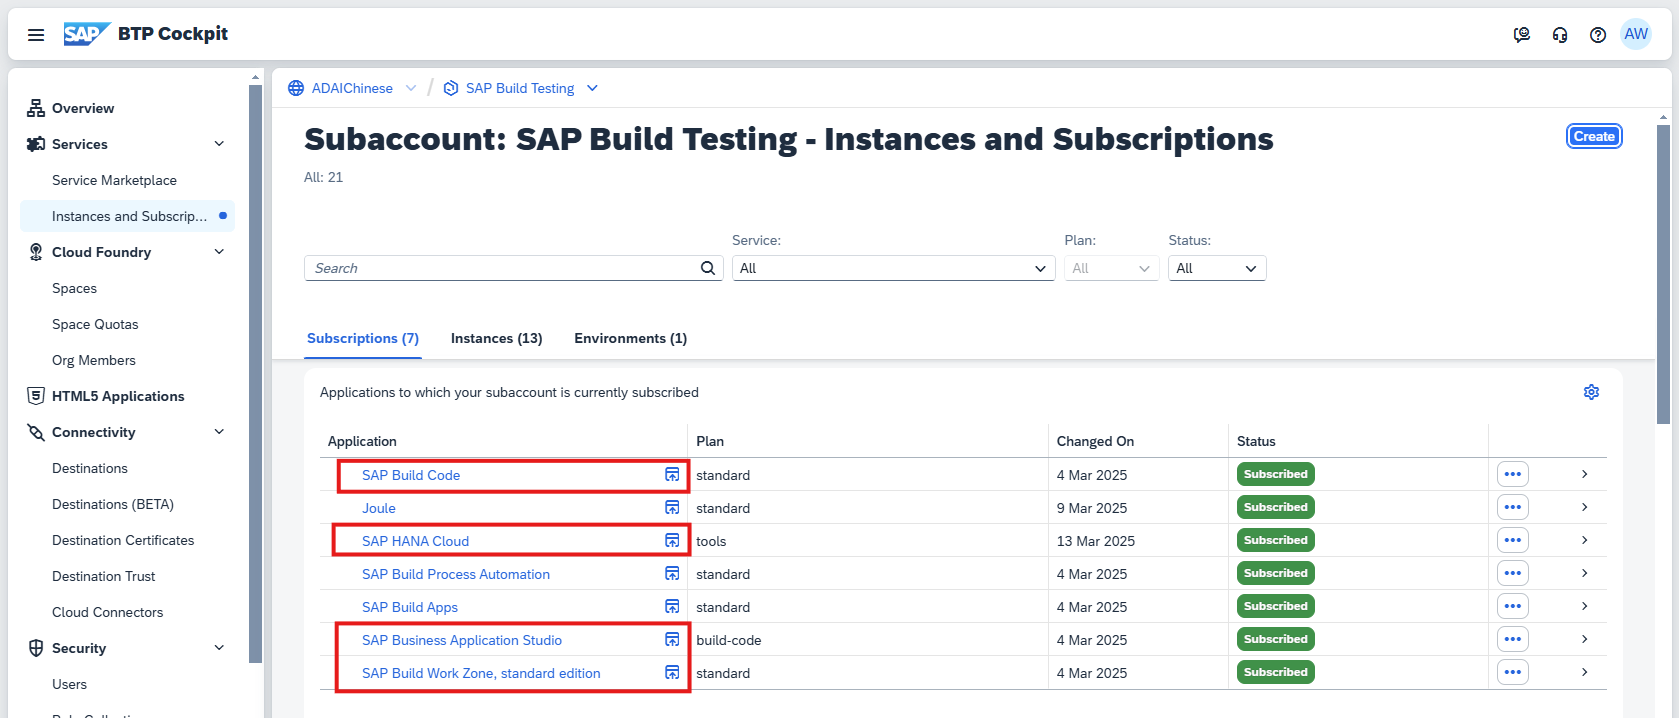 SAP BTP Cockpit AW
Overview
Services
Service Marketplace
Instances and Subscrip...
Cloud Foundry
Spaces
Space Quotas
Org Members
HTML5 Applications
Connectivity
Destinations
Destinations (BETA)
Destination Certificates
Destination Trust
Cloud Connectors
Security
Users
ADAIChinese / SAP Build Testing
Subaccount: SAP Build Testing - Instances and Subscriptions Create
All: 21
Service: Plan: Status:
Search All All All
Subscriptions (7) Instances (13) Environments (1)
Applications to which your subaccount is currently subscribed
Application Plan Changed On Status
SAP Build Code standard 4 Mar 2025 Subscribed
Joule standard 9 Mar 2025 Subscribed
SAP HANA Cloud tools 13 Mar 2025 Subscribed
SAP Build Process Automation standard 4 Mar 2025 Subscribed
SAP Build Apps standard 4 Mar 2025 Subscribed
SAP Business Application Studio build-code 4 Mar 2025 Subscribed
SAP Build Work Zone, standard edition standard 4 Mar 2025 Subscribed